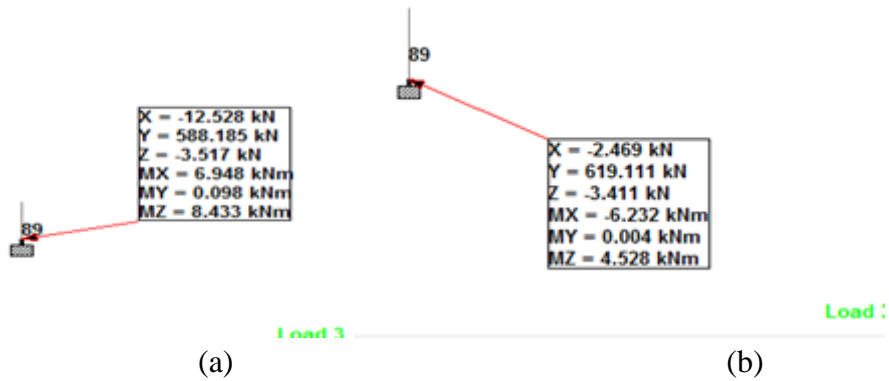 89
X = -12.528 kN
Y = 588.185 kN
Z = -3.517 kN
MX = 6.948 kNm
MY = 0.098 kNm
MZ = 8.433 kNm
Load 3
(a)
89
X = -2.469 kN
Y = 619.111 kN
Z = -3.411 kN
MX = -6.232 kNm
MY = 0.004 kNm
MZ = 4.528 kNm
Load 3
(b)